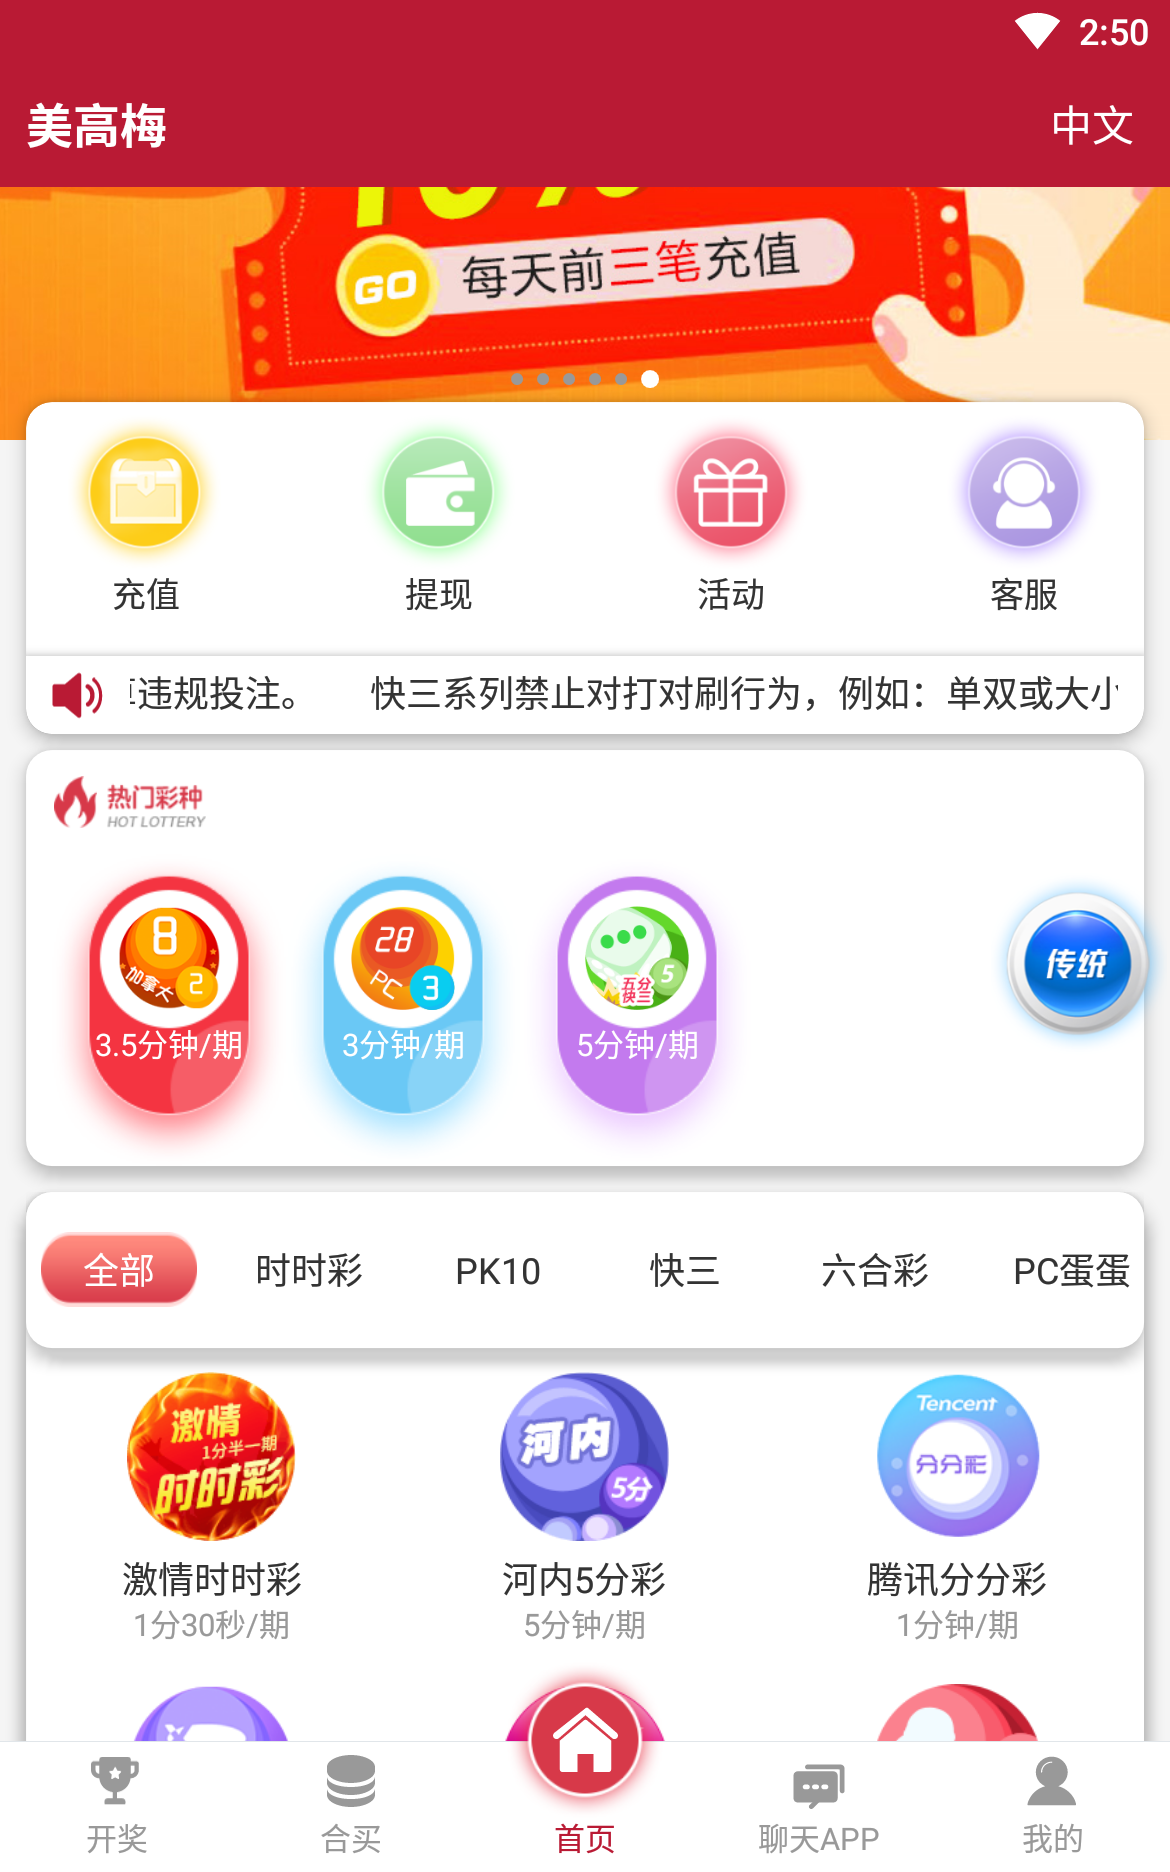 2:50
美高梅
中文
10%
GO 每天前三笔充值
充值 提现 活动 客服
违规投注。 快三系列禁止对打对刷行为，例如：单双或大小
热门彩种
HOT LOTTERY
8 加拿大 2
28 PC 3
五分快三 5
传统
3.5分钟/期 3分钟/期 5分钟/期
全部 时时彩 PK10 快三 六合彩 PC蛋蛋
激情 1分半一期 时时彩
河内 5分
Tencent 分分彩
激情时时彩 河内5分彩 腾讯分分彩
1分30秒/期 5分钟/期 1分钟/期
开奖 合买 首页 聊天APP 我的